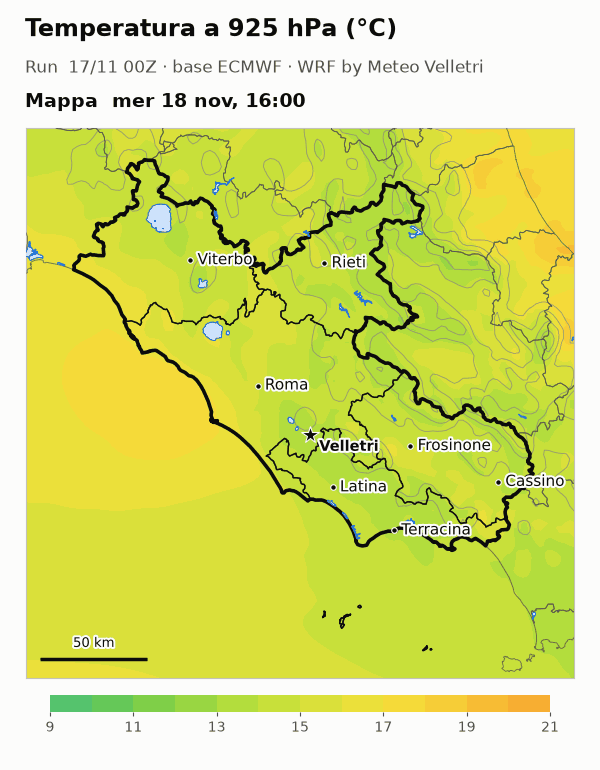 Temperatura a 925 hPa (°C)
Run 17/11 00Z · base ECMWF · WRF by Meteo Velletri
Mappa mer 18 nov, 16:00
Viterbo
Rieti
Roma
Velletri
Frosinone
Cassino
Latina
Terracina
50 km
9 11 13 15 17 19 21